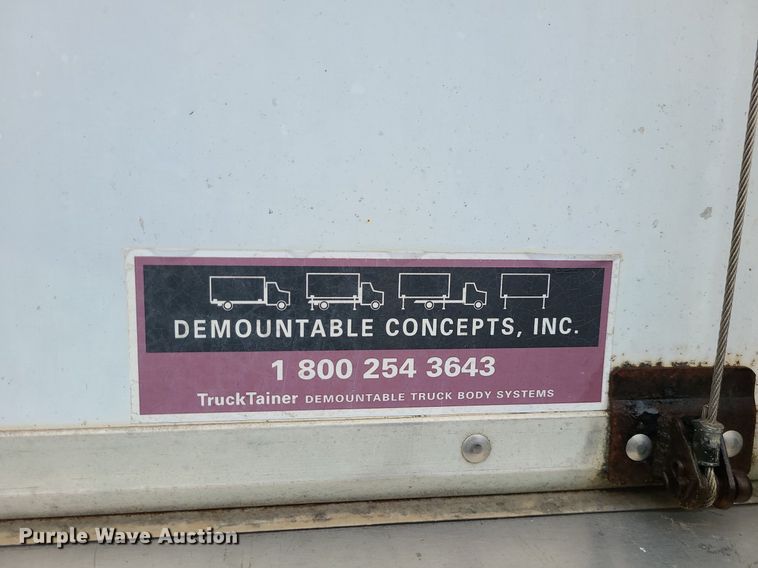 DEMOUNTABLE CONCEPTS, INC.
1 800 254 3643
TruckTainer DEMOUNTABLE TRUCK BODY SYSTEMS
Purple Wave Auction